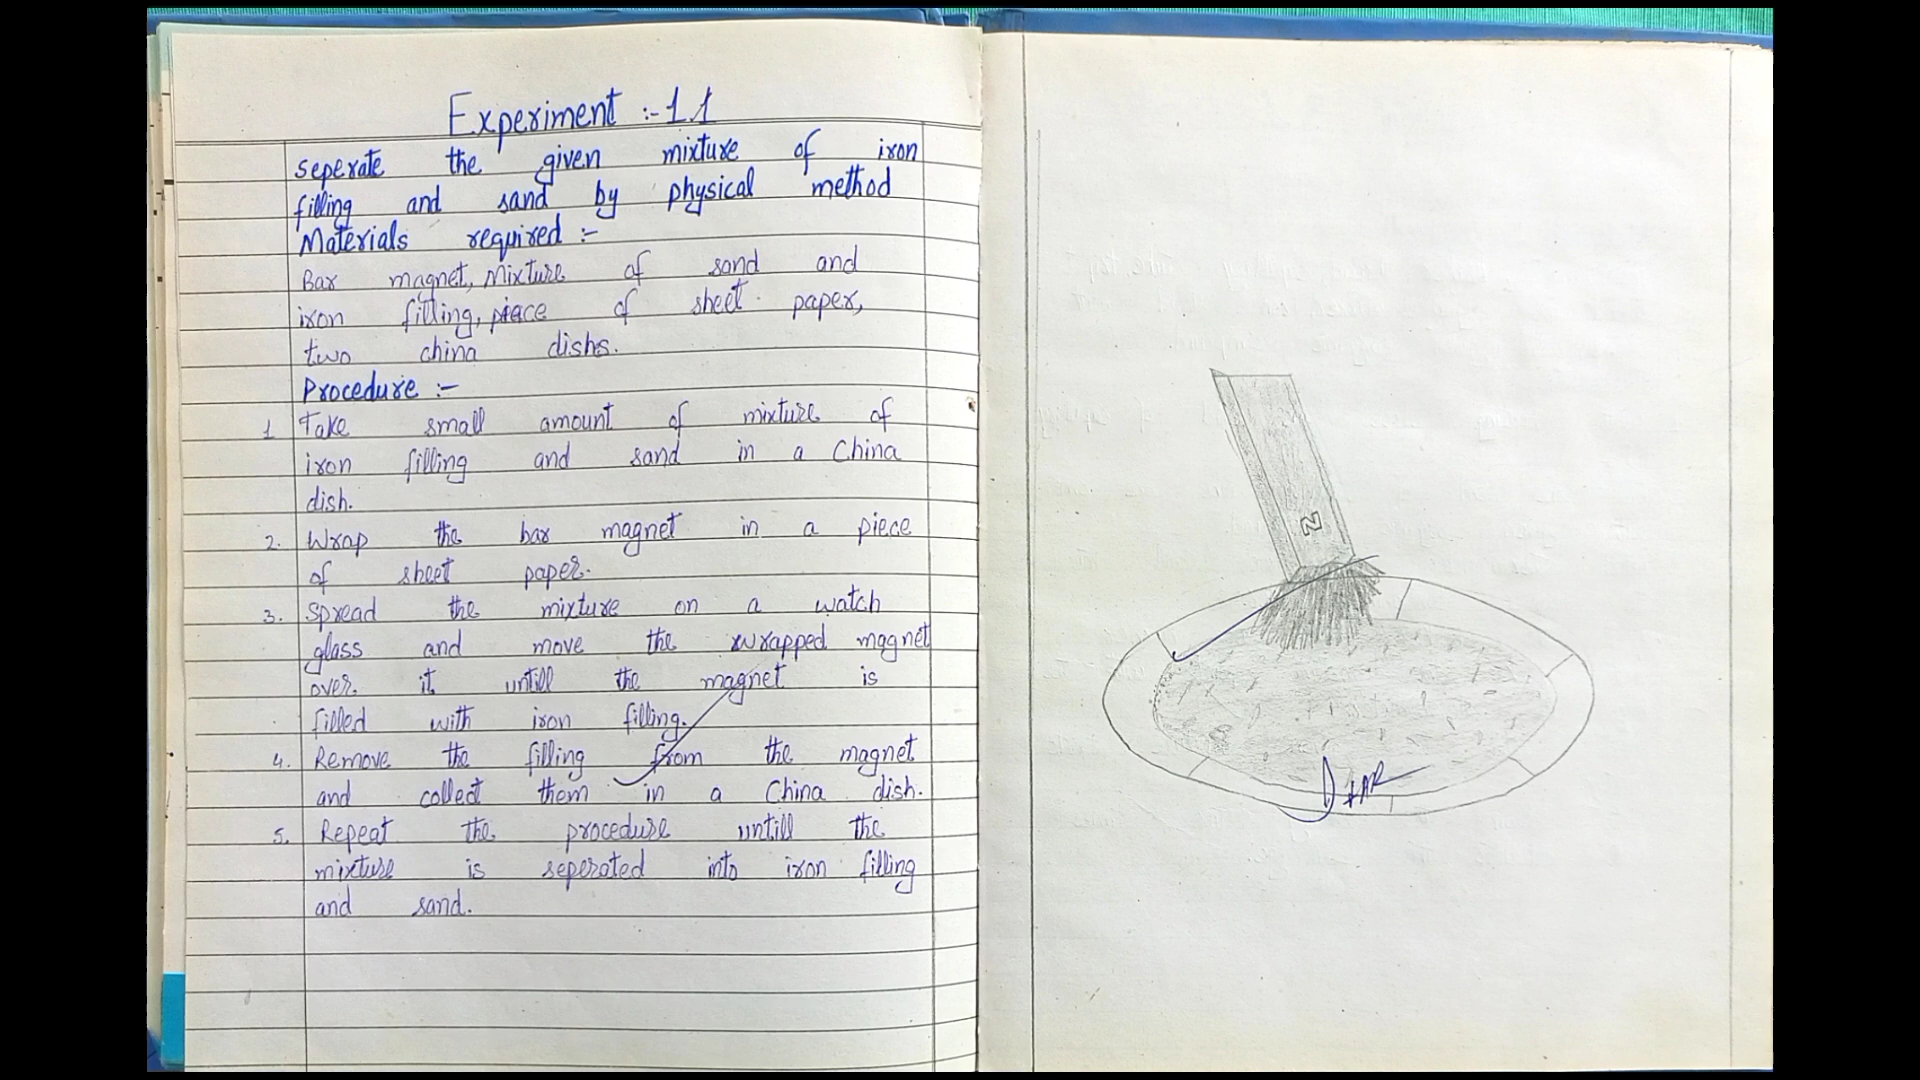 Experiment :- 1.1
seperate the given mixture of iron
filling and sand by physical method
Materials required :-
Bar magnet, Mixture of sand and
iron filling, piece of sheet paper,
two china dishs.
Procedure :-
1 Take small amount of mixture of
iron filling and sand in a China
dish.
2. Wrap the bar magnet in a piece
of sheet paper.
3. Spread the mixture on a watch
glass and move the wrapped magnet
over it untill the magnet is
filled with iron filling.
4. Remove the filling from the magnet
and collect them in a China dish.
5. Repeat the procedure untill the
mixture is seperated into iron filling
and sand.
N